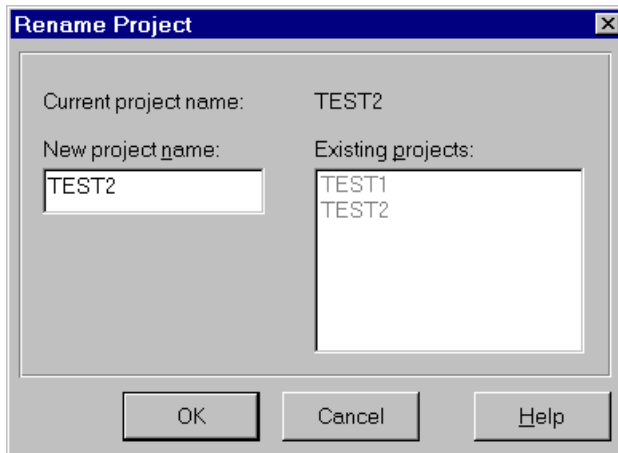 Rename Project
Current project name: TEST2
New project name: Existing projects:
TEST2
TEST1
TEST2
OK Cancel Help